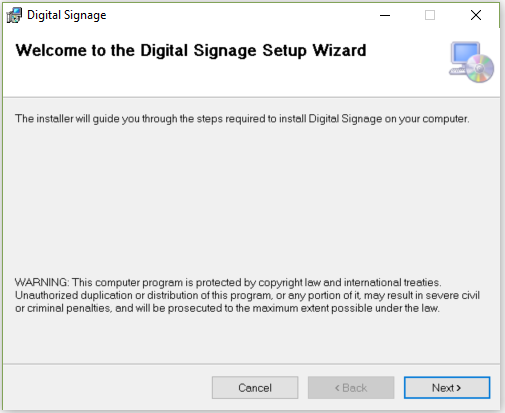 Digital Signage
Welcome to the Digital Signage Setup Wizard
The installer will guide you through the steps required to install Digital Signage on your computer.
WARNING: This computer program is protected by copyright law and international treaties.
Unauthorized duplication or distribution of this program, or any portion of it, may result in severe civil
or criminal penalties, and will be prosecuted to the maximum extent possible under the law.
Cancel
< Back
Next >